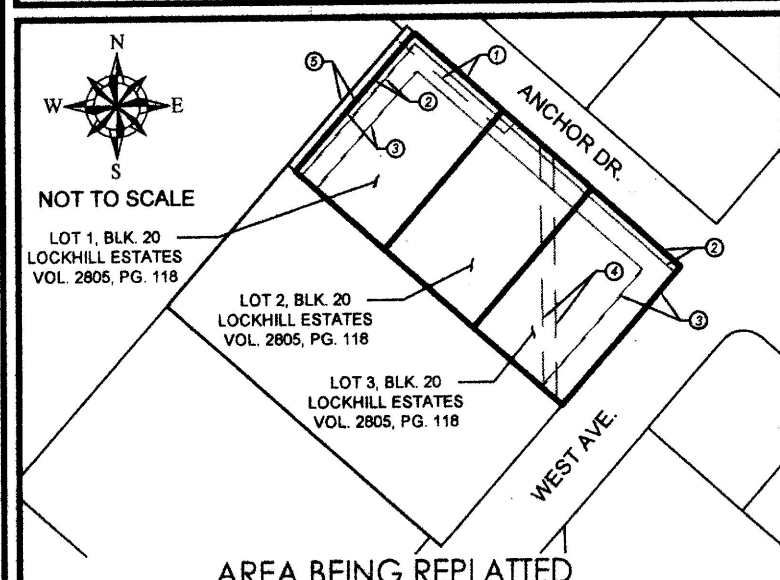 N
W E
S
NOT TO SCALE
LOT 1, BLK. 20
LOCKHILL ESTATES
VOL. 2805, PG. 118
LOT 2, BLK. 20
LOCKHILL ESTATES
VOL. 2805, PG. 118
LOT 3, BLK. 20
LOCKHILL ESTATES
VOL. 2805, PG. 118
5
2
3
1
ANCHOR DR.
2
4
3
WEST AVE.
AREA BEING REPLATTED